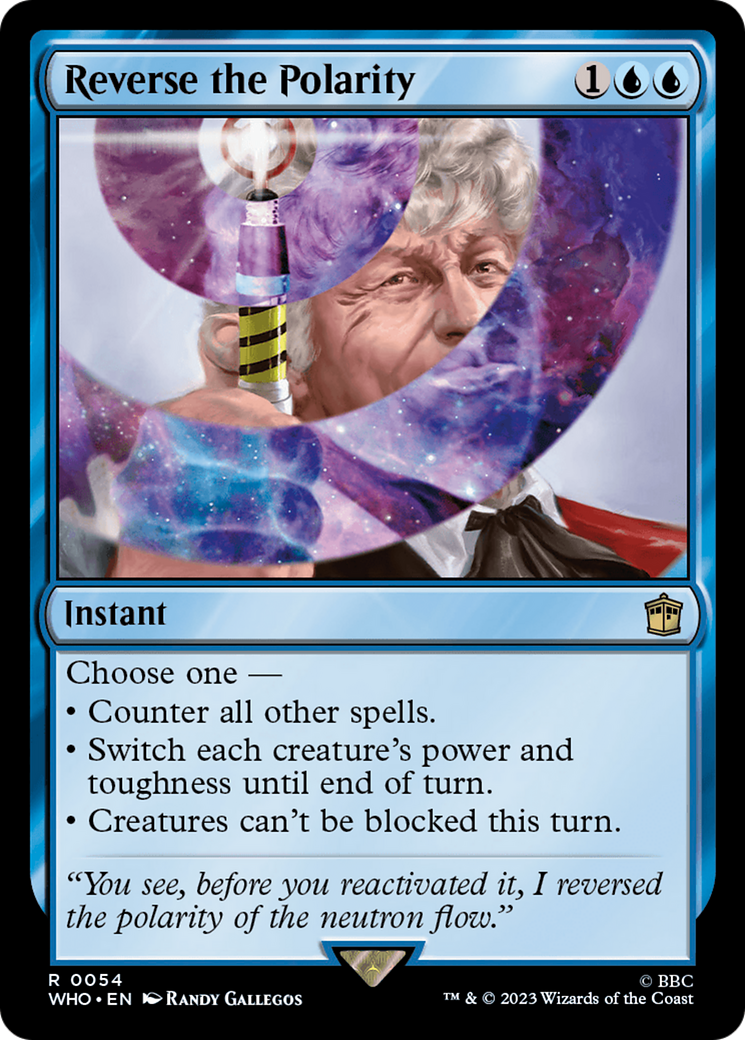 Reverse the Polarity 1
Instant
Choose one —
• Counter all other spells.
• Switch each creature's power and
toughness until end of turn.
• Creatures can't be blocked this turn.
"You see, before you reactivated it, I reversed
the polarity of the neutron flow."
R 0054
WHO • EN Randy Gallegos
© BBC
™ & © 2023 Wizards of the Coast